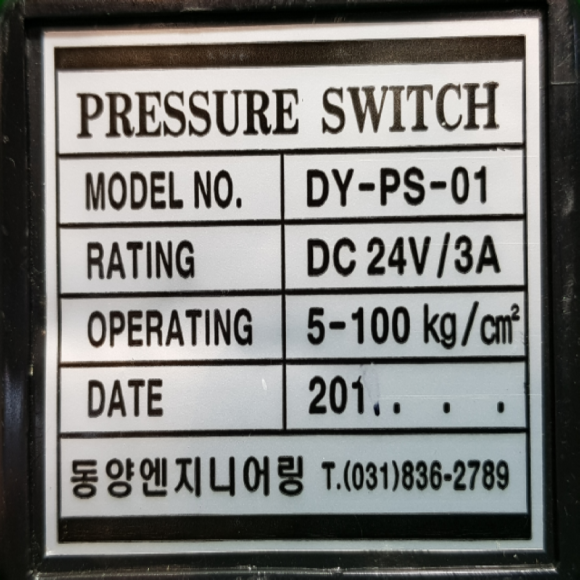 PRESSURE SWITCH
MODEL NO. DY-PS-01
RATING DC 24V/3A
OPERATING 5-100 kg/cm²
DATE 201 . . .
동양엔지니어링 T.(031)836-2789